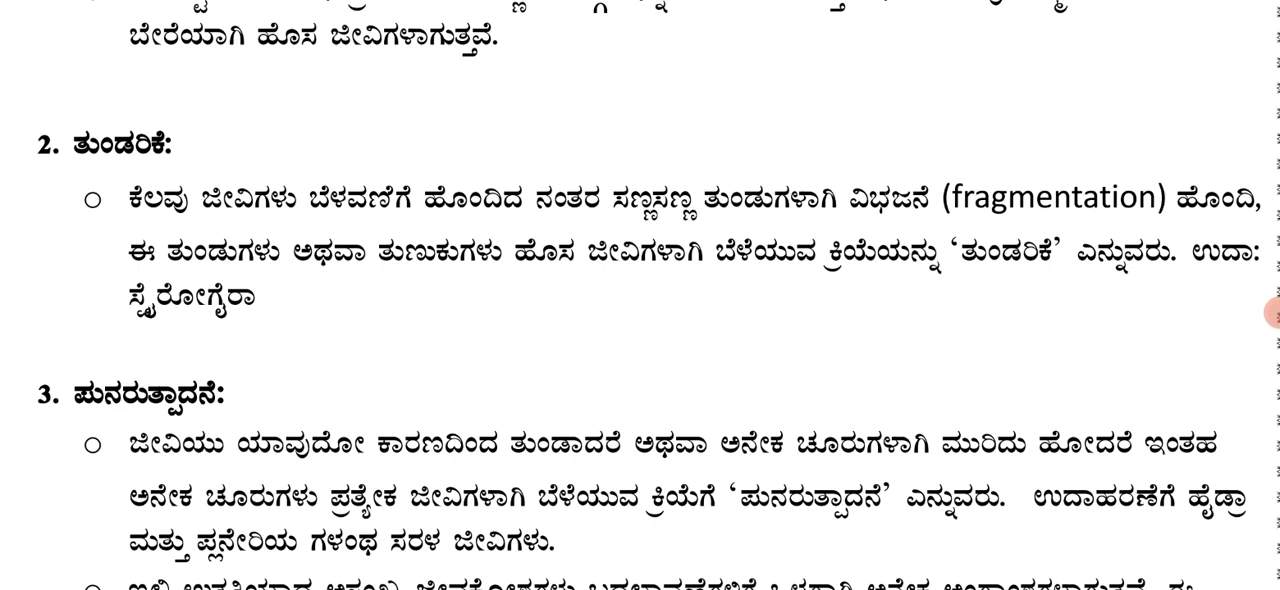 ಬೇರೆಯಾಗಿ ಹೊಸ ಜೀವಿಗಳಾಗುತ್ತವೆ.
2. ತುಂಡರಿಕೆ:
○ ಕೆಲವು ಜೀವಿಗಳು ಬೆಳವಣಿಗೆ ಹೊಂದಿದ ನಂತರ ಸಣ್ಣಸಣ್ಣ ತುಂಡುಗಳಾಗಿ ವಿಭಜನೆ (fragmentation) ಹೊಂದಿ,
ಈ ತುಂಡುಗಳು ಅಥವಾ ತುಣುಕುಗಳು ಹೊಸ ಜೀವಿಗಳಾಗಿ ಬೆಳೆಯುವ ಕ್ರಿಯೆಯನ್ನು ‘ತುಂಡರಿಕೆ’ ಎನ್ನುವರು. ಉದಾ:
ಸ್ಪೈರೋಗೈರಾ
3. ಪುನರುತ್ಪಾದನೆ:
○ ಜೀವಿಯು ಯಾವುದೋ ಕಾರಣದಿಂದ ತುಂಡಾದರೆ ಅಥವಾ ಅನೇಕ ಚೂರುಗಳಾಗಿ ಮುರಿದು ಹೋದರೆ ಇಂತಹ
ಅನೇಕ ಚೂರುಗಳು ಪ್ರತ್ಯೇಕ ಜೀವಿಗಳಾಗಿ ಬೆಳೆಯುವ ಕ್ರಿಯೆಗೆ ‘ಪುನರುತ್ಪಾದನೆ’ ಎನ್ನುವರು. ಉದಾಹರಣೆಗೆ ಹೈಡ್ರಾ
ಮತ್ತು ಪ್ಲನೇರಿಯ ಗಳಂಥ ಸರಳ ಜೀವಿಗಳು.